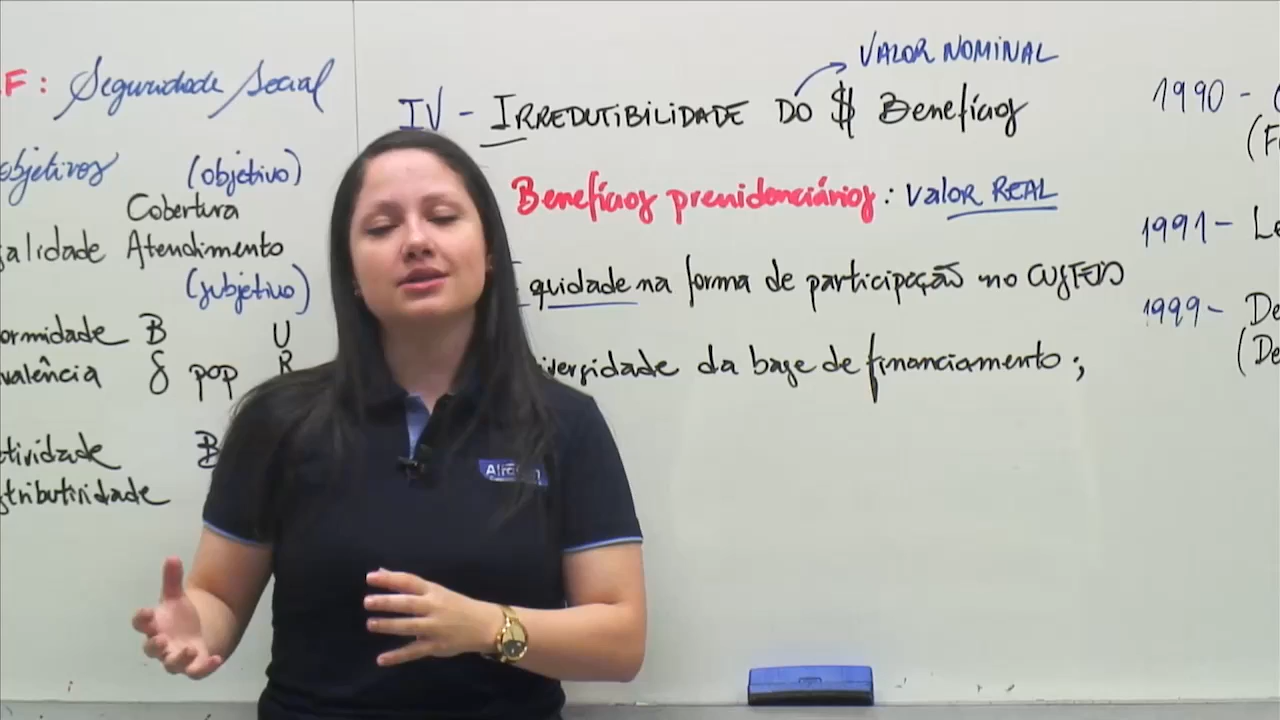 F: Seguridade Social
objetivos (objetivo)
Cobertura
alidade Atendimento
(subjetivo)
ormidade B U
valência S pop R
tividade B
stributividade
VALOR NOMINAL
IV - IRREDUTIBILIDADE DO $ Benefícios
Benefícios previdenciários: Valor REAL
quidade na forma de participação no CUSTEIO
iversidade da base de financiamento;
1990 -
1991 - Le
1999 - De
(De